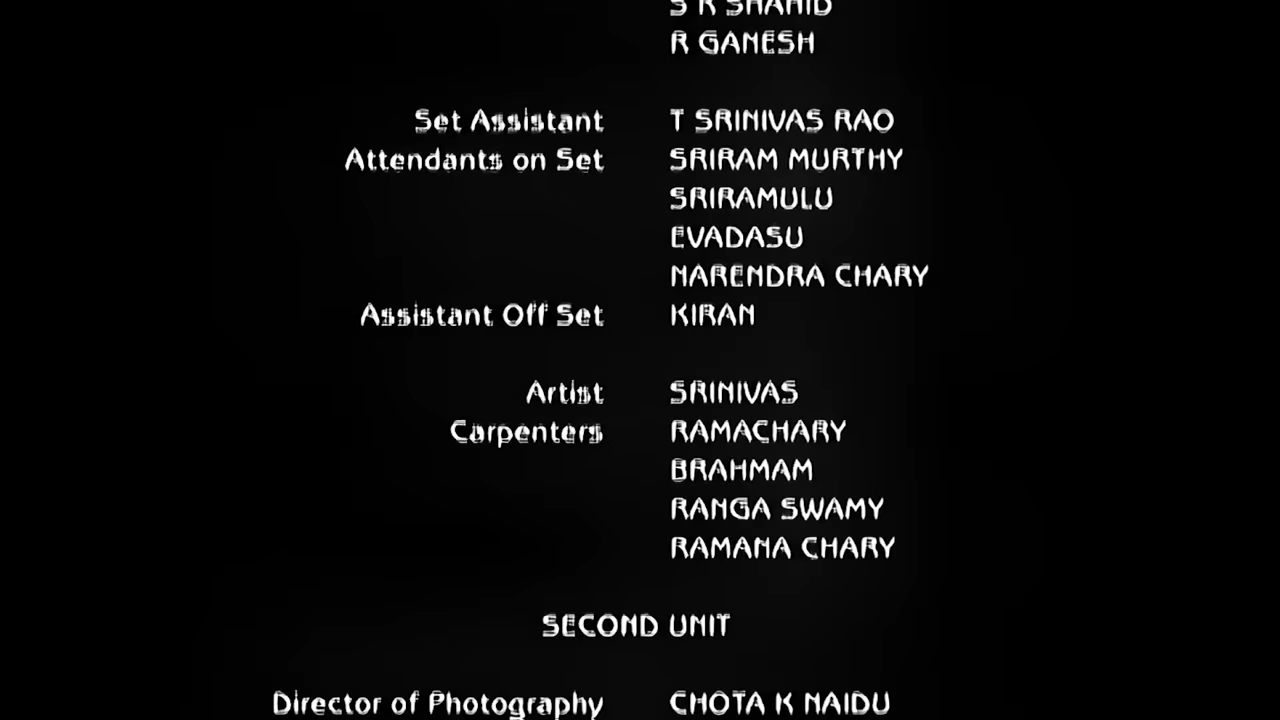 S K SHAHID
R GANESH
Set Assistant T SRINIVAS RAO
Attendants on Set SRIRAM MURTHY
SRIRAMULU
EVADASU
NARENDRA CHARY
Assistant Off Set KIRAN
Artist SRINIVAS
Carpenters RAMACHARY
BRAHMAM
RANGA SWAMY
RAMANA CHARY
SECOND UNIT
Director of Photography CHOTA K NAIDU